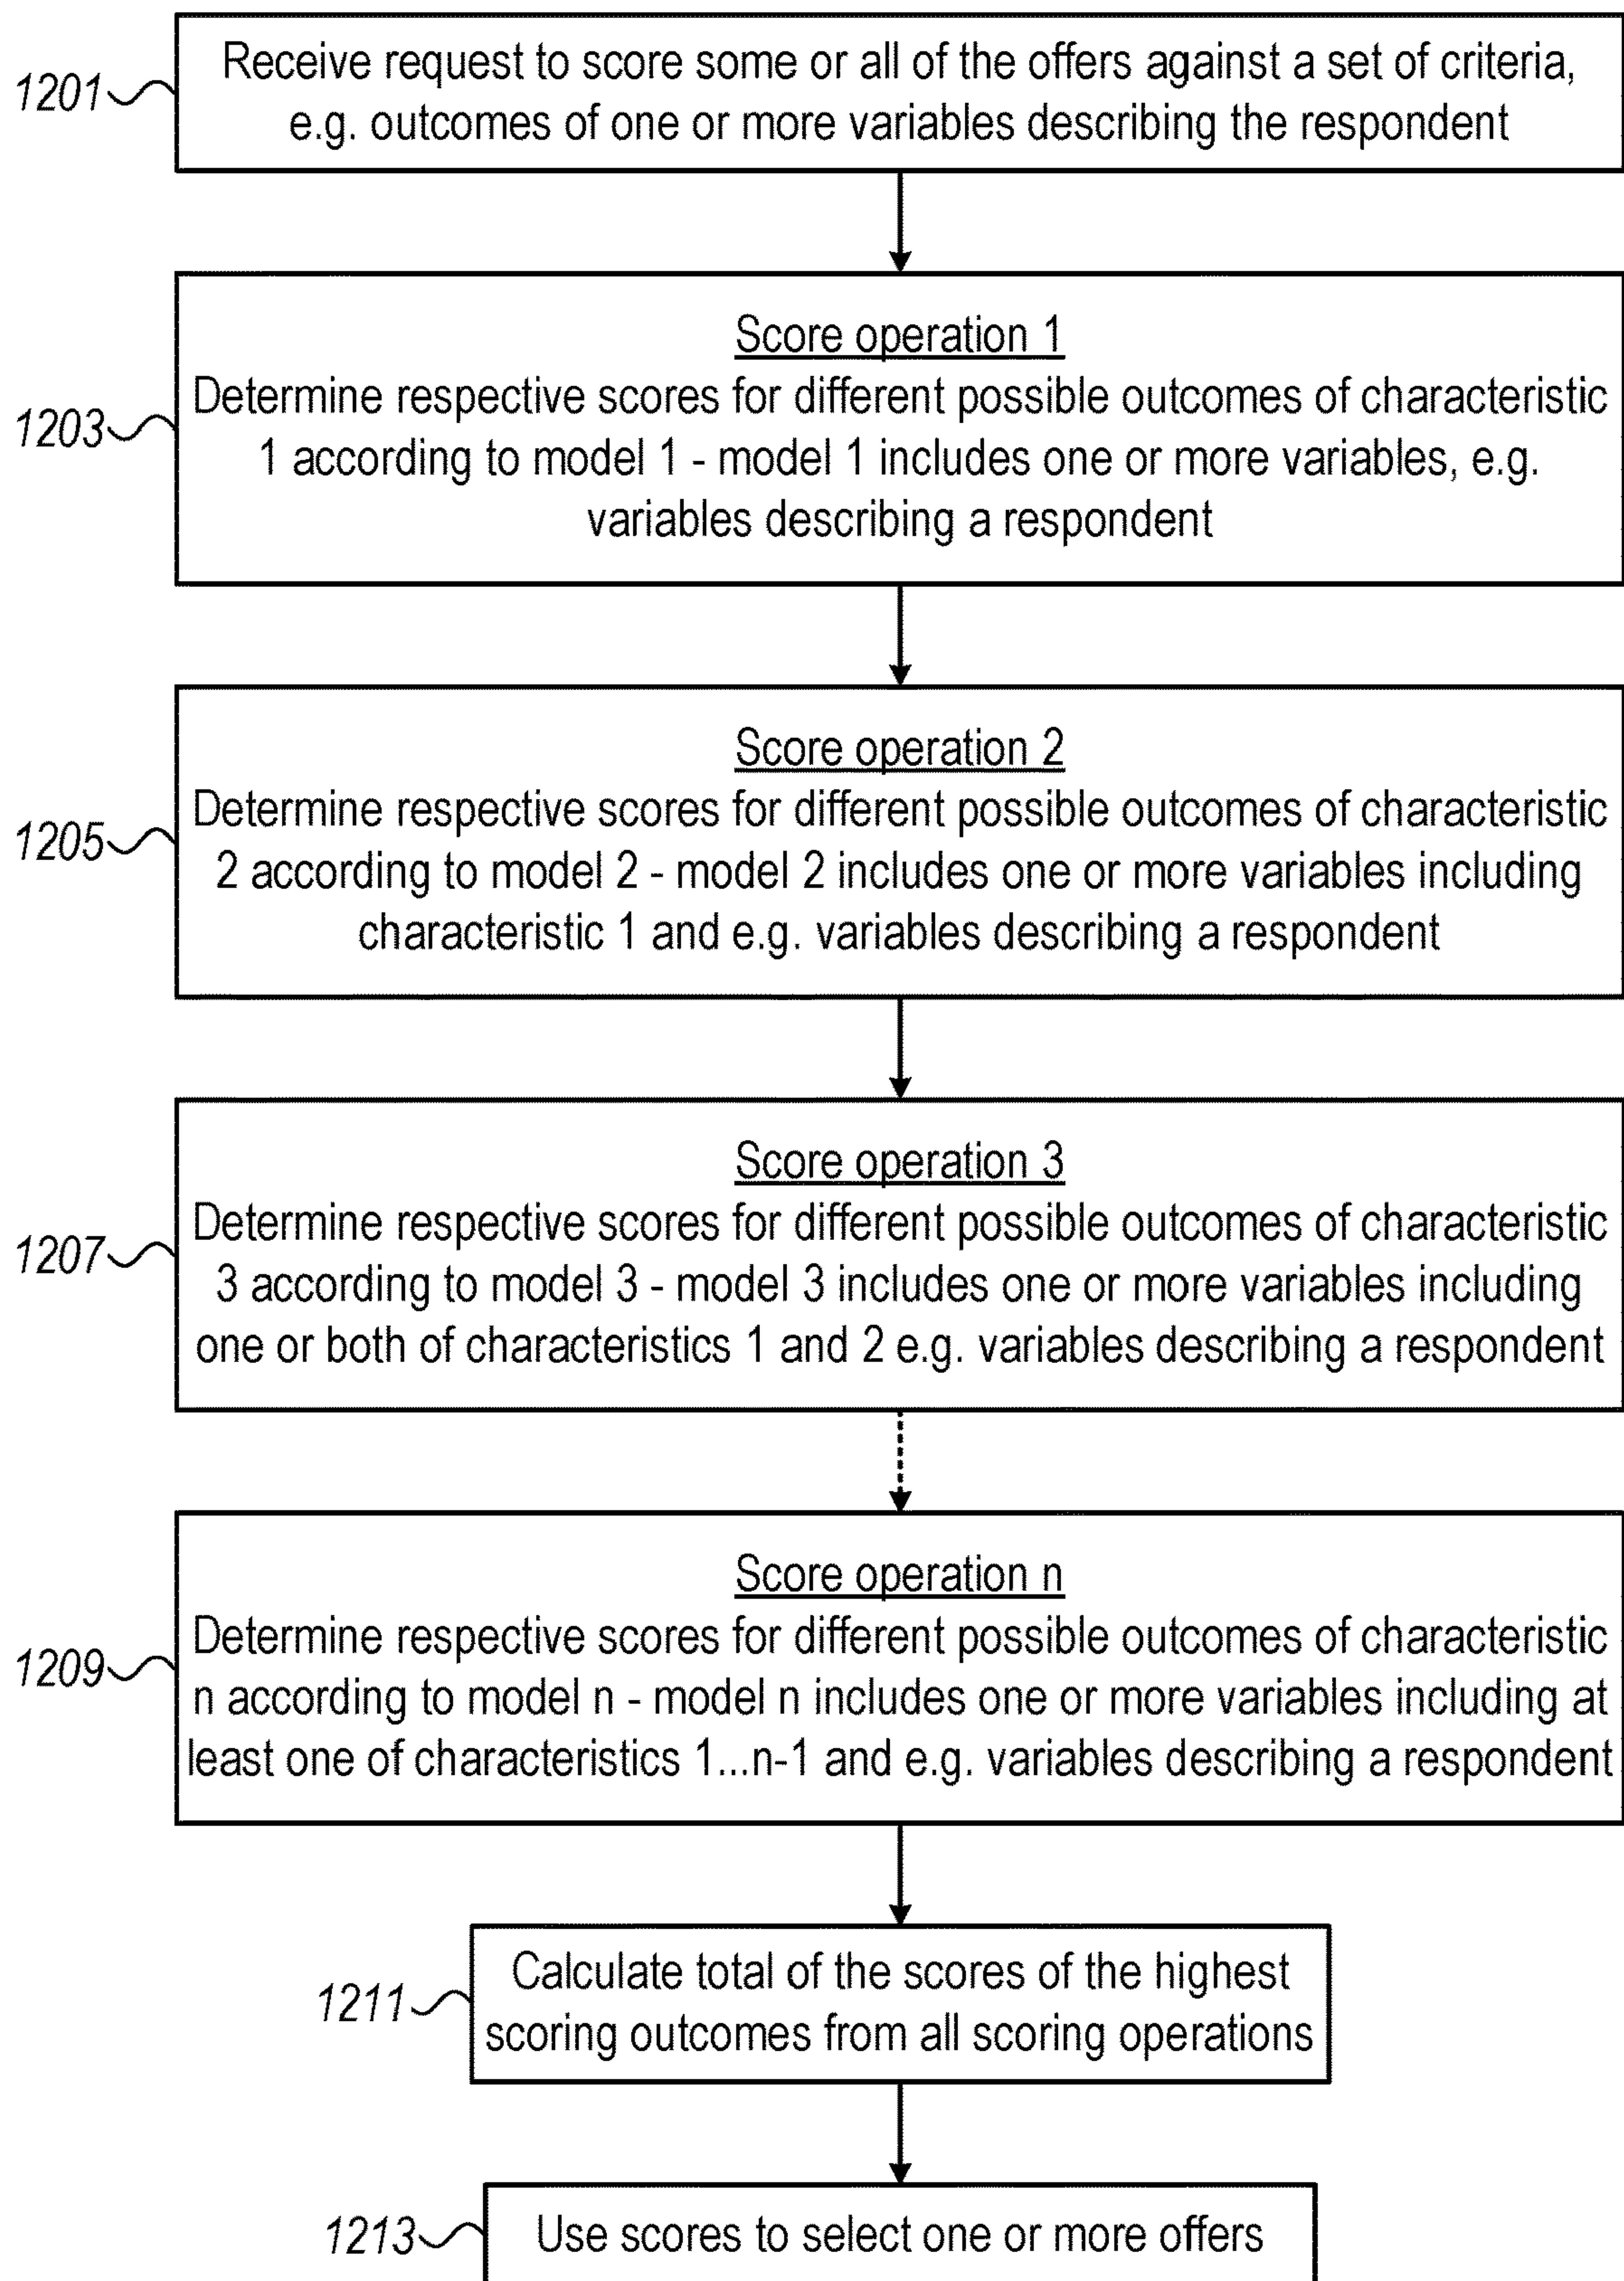 1201
Receive request to score some or all of the offers against a set of criteria,
e.g. outcomes of one or more variables describing the respondent
Score operation 1
1203
Determine respective scores for different possible outcomes of characteristic
1 according to model 1 - model 1 includes one or more variables, e.g.
variables describing a respondent
Score operation 2
1205
Determine respective scores for different possible outcomes of characteristic
2 according to model 2 - model 2 includes one or more variables including
characteristic 1 and e.g. variables describing a respondent
Score operation 3
1207
Determine respective scores for different possible outcomes of characteristic
3 according to model 3 - model 3 includes one or more variables including
one or both of characteristics 1 and 2 e.g. variables describing a respondent
Score operation n
1209
Determine respective scores for different possible outcomes of characteristic
n according to model n - model n includes one or more variables including at
least one of characteristics 1...n-1 and e.g. variables describing a respondent
1211
Calculate total of the scores of the highest
scoring outcomes from all scoring operations
1213
Use scores to select one or more offers